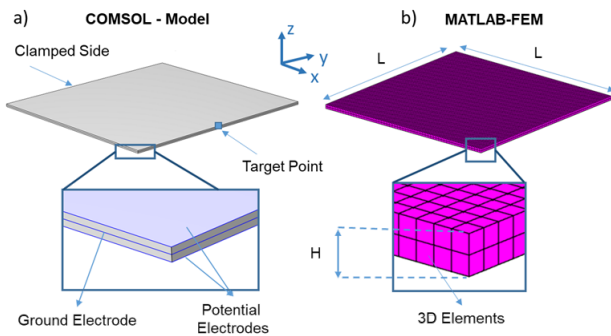 a) COMSOL - Model
Clamped Side
z
y
x
Target Point
Ground Electrode
Potential
Electrodes
b) MATLAB-FEM
L
L
H
3D Elements